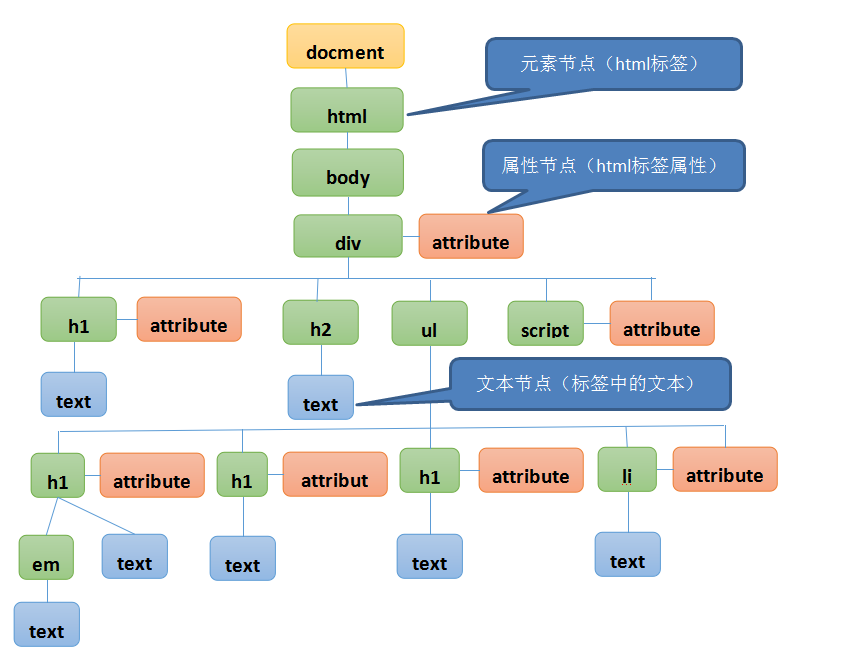 docment
元素节点（html标签）
html
body
属性节点（html标签属性）
div
attribute
h1
attribute
h2
ul
script
attribute
text
text
文本节点（标签中的文本）
h1
attribute
h1
attribut
h1
attribute
li
attribute
em
text
text
text
text
text